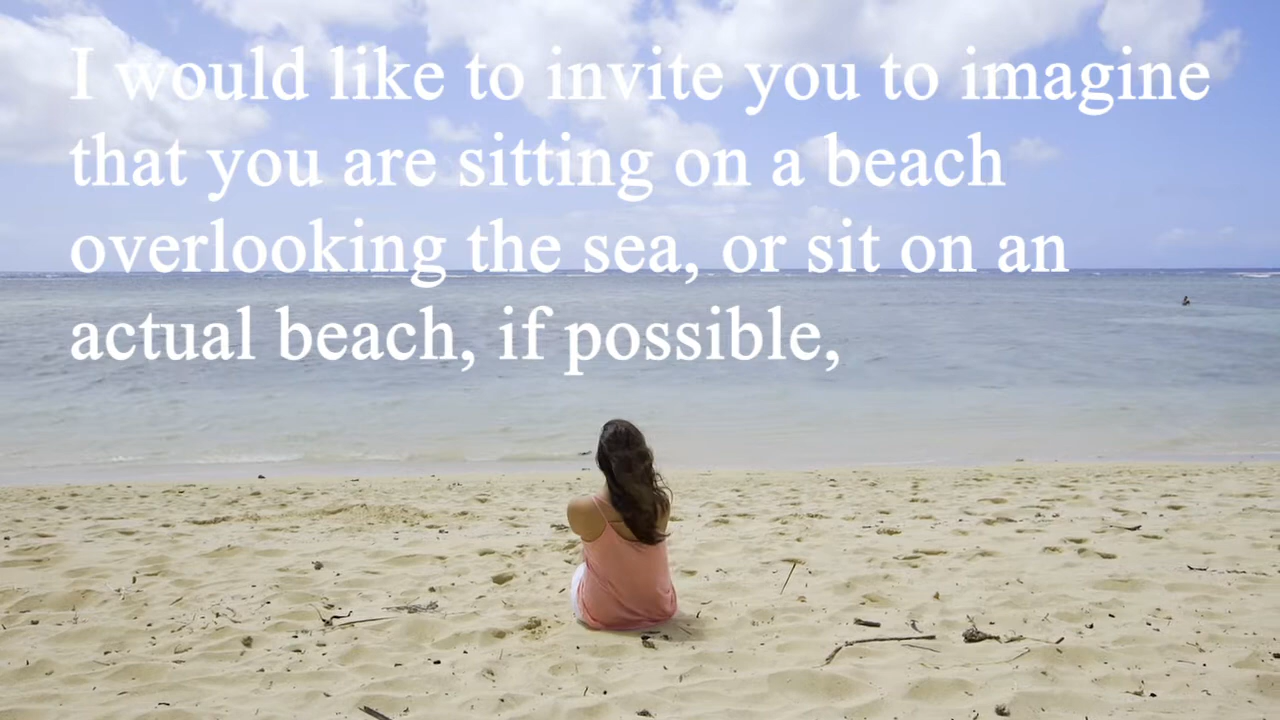 I would like to invite you to imagine
that you are sitting on a beach
overlooking the sea, or sit on an
actual beach, if possible,